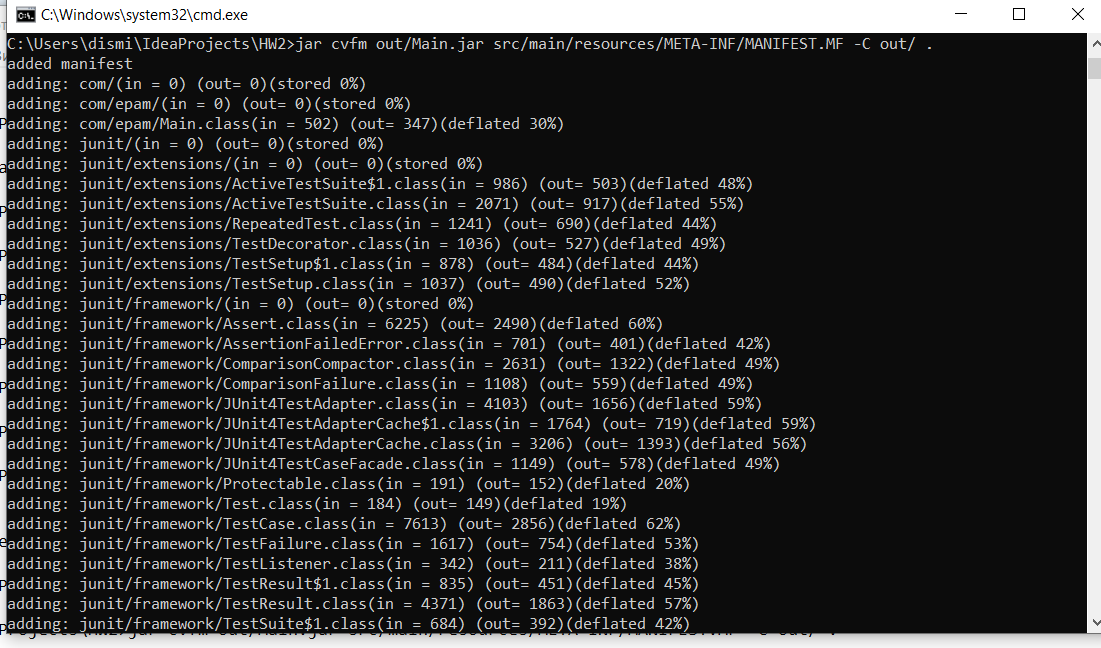 C:\Windows\system32\cmd.exe
C:\Users\dismi\IdeaProjects\HW2>jar cvfm out/Main.jar src/main/resources/META-INF/MANIFEST.MF -C out/ .
added manifest
adding: com/(in = 0) (out= 0)(stored 0%)
adding: com/epam/(in = 0) (out= 0)(stored 0%)
adding: com/epam/Main.class(in = 502) (out= 347)(deflated 30%)
adding: junit/(in = 0) (out= 0)(stored 0%)
adding: junit/extensions/(in = 0) (out= 0)(stored 0%)
adding: junit/extensions/ActiveTestSuite$1.class(in = 986) (out= 503)(deflated 48%)
adding: junit/extensions/ActiveTestSuite.class(in = 2071) (out= 917)(deflated 55%)
adding: junit/extensions/RepeatedTest.class(in = 1241) (out= 690)(deflated 44%)
adding: junit/extensions/TestDecorator.class(in = 1036) (out= 527)(deflated 49%)
adding: junit/extensions/TestSetup$1.class(in = 878) (out= 484)(deflated 44%)
adding: junit/extensions/TestSetup.class(in = 1037) (out= 490)(deflated 52%)
adding: junit/framework/(in = 0) (out= 0)(stored 0%)
adding: junit/framework/Assert.class(in = 6225) (out= 2490)(deflated 60%)
adding: junit/framework/AssertionFailedError.class(in = 701) (out= 401)(deflated 42%)
adding: junit/framework/ComparisonCompactor.class(in = 2631) (out= 1322)(deflated 49%)
adding: junit/framework/ComparisonFailure.class(in = 1108) (out= 559)(deflated 49%)
adding: junit/framework/JUnit4TestAdapter.class(in = 4103) (out= 1656)(deflated 59%)
adding: junit/framework/JUnit4TestAdapterCache$1.class(in = 1764) (out= 719)(deflated 59%)
adding: junit/framework/JUnit4TestAdapterCache.class(in = 3206) (out= 1393)(deflated 56%)
adding: junit/framework/JUnit4TestCaseFacade.class(in = 1149) (out= 578)(deflated 49%)
adding: junit/framework/Protectable.class(in = 191) (out= 152)(deflated 20%)
adding: junit/framework/Test.class(in = 184) (out= 149)(deflated 19%)
adding: junit/framework/TestCase.class(in = 7613) (out= 2856)(deflated 62%)
adding: junit/framework/TestFailure.class(in = 1617) (out= 754)(deflated 53%)
adding: junit/framework/TestListener.class(in = 342) (out= 211)(deflated 38%)
adding: junit/framework/TestResult$1.class(in = 835) (out= 451)(deflated 45%)
adding: junit/framework/TestResult.class(in = 4371) (out= 1863)(deflated 57%)
adding: junit/framework/TestSuite$1.class(in = 684) (out= 392)(deflated 42%)